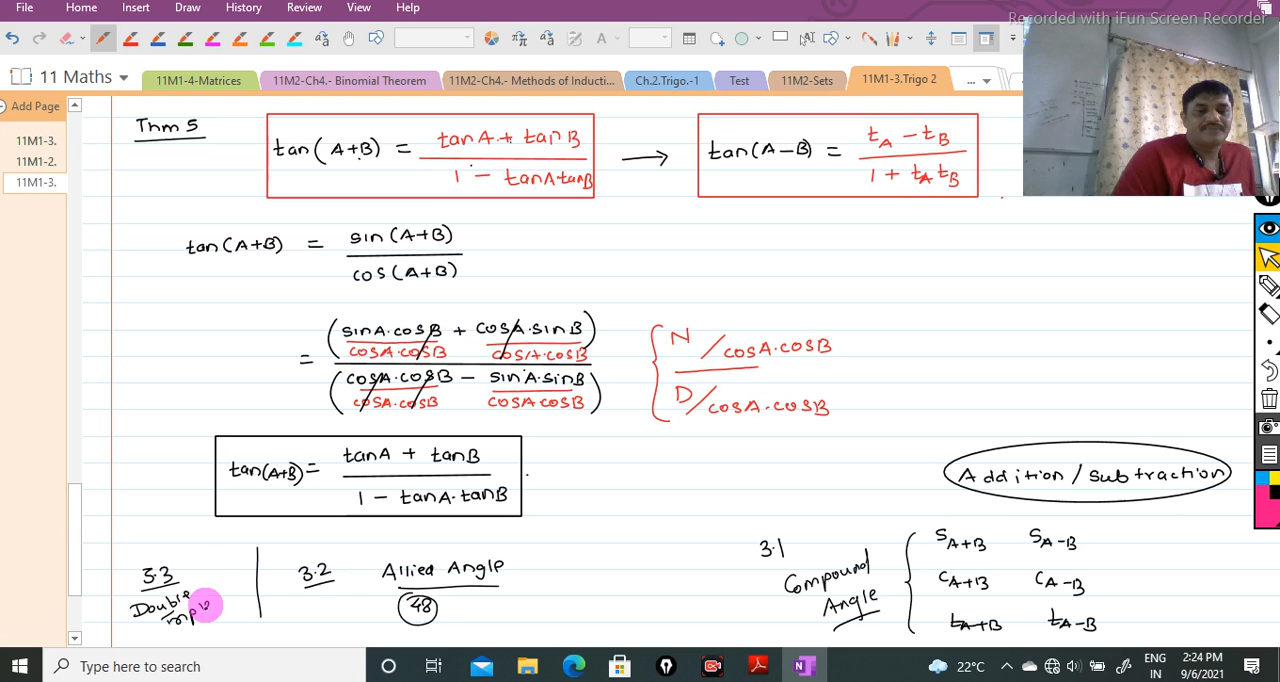 File Home Insert Draw History Review View Help
Recorded with iFun Screen Recorder
11 Maths
11M1-4-Matrices
11M2-Ch4.- Binomial Theorem
11M2-Ch4.- Methods of Inducti...
Ch.2.Trigo.-1
Test
11M2-Sets
11M1-3.Trigo 2
...
Add Page
11M1-3.
11M1-2.
11M1-3.
Thm 5
tan(A+B) = tanA + tanB / 1 - tanA tanB → tan(A-B) = tA - tB / 1 + tA tB
tan(A+B) = sin(A+B) / cos(A+B)
= (sinA.cosB / cosA.cosB + cosA.sinB / cosA.cosB) / (cosA.cosB / cosA.cosB - sinA.sinB / cosA cosB)
{ N / cosA.cosB
D / cosA.cosB
tan(A+B) = tanA + tanB / 1 - tanA.tanB
Addition / Subtraction
3.3
Double
3.2 Allied Angle
48
3.1
Compound Angle
SA+B SA-B
CA+B CA-B
tA+B tA-B
Type here to search
22°C
ENG
IN
2:24 PM
9/6/2021